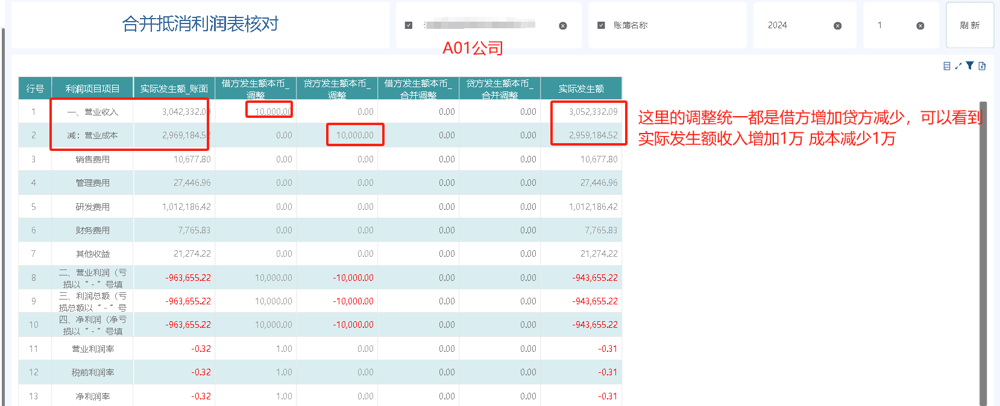 合并抵消利润表核对
账簿名称
2024
1
刷 新
A01公司
行号 利润项目项目 实际发生额_账面 借方发生额本币_调整 贷方发生额本币_调整 借方发生额本币_合并调整 贷方发生额本币_合并调整 实际发生额
1 一、营业收入 3,042,332.09 10,000.00 0.00 0.00 0.00 3,052,332.09
2 减：营业成本 2,969,184.52 0.00 10,000.00 0.00 0.00 2,959,184.52
这里的调整统一都是借方增加贷方减少，可以看到
实际发生额收入增加1万 成本减少1万
3 销售费用 10,677.80 0.00 0.00 0.00 0.00 10,677.80
4 管理费用 27,446.96 0.00 0.00 0.00 0.00 27,446.96
5 研发费用 1,012,186.42 0.00 0.00 0.00 0.00 1,012,186.42
6 财务费用 7,765.83 0.00 0.00 0.00 0.00 7,765.83
7 其他收益 21,274.22 0.00 0.00 0.00 0.00 21,274.22
8 二、营业利润（亏损以“-”号填 -963,655.22 10,000.00 -10,000.00 0.00 0.00 -943,655.22
9 三、利润总额（亏损总额以“-”号 -963,655.22 10,000.00 -10,000.00 0.00 0.00 -943,655.22
10 四、净利润（净亏损以“-”号填 -963,655.22 10,000.00 -10,000.00 0.00 0.00 -943,655.22
11 营业利润率 -0.32 1.00 0.00 0.00 0.00 -0.31
12 税前利润率 -0.32 1.00 0.00 0.00 0.00 -0.31
13 净利润率 -0.32 1.00 0.00 0.00 0.00 -0.31